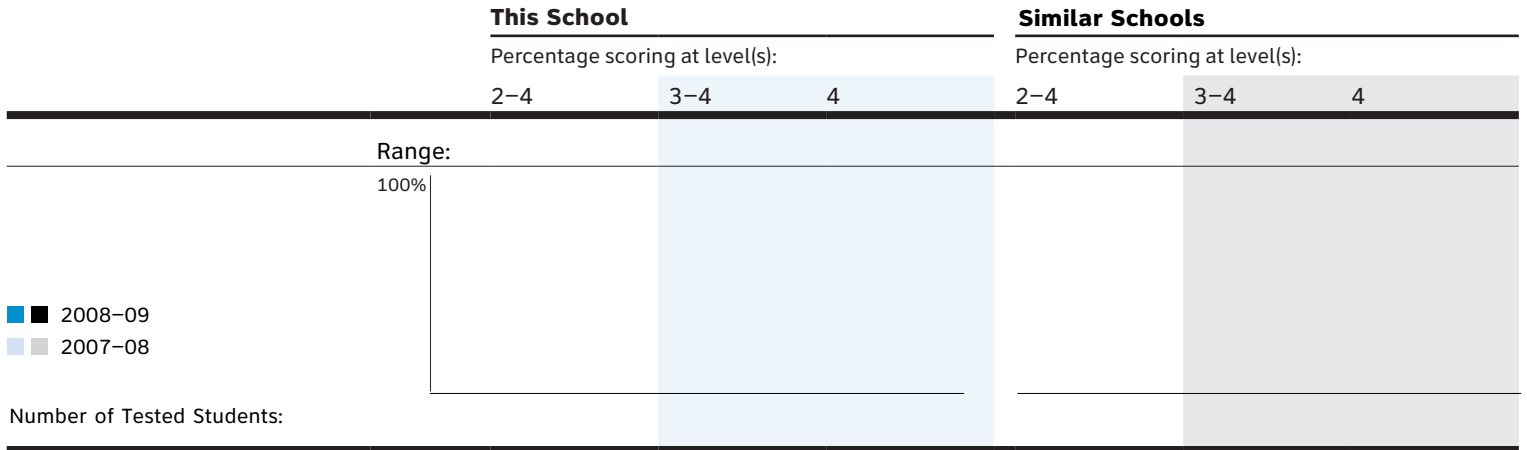 This School Similar Schools
Percentage scoring at level(s): Percentage scoring at level(s):
2–4 3–4 4 2–4 3–4 4
Range:
100%
2008–09
2007–08
Number of Tested Students: